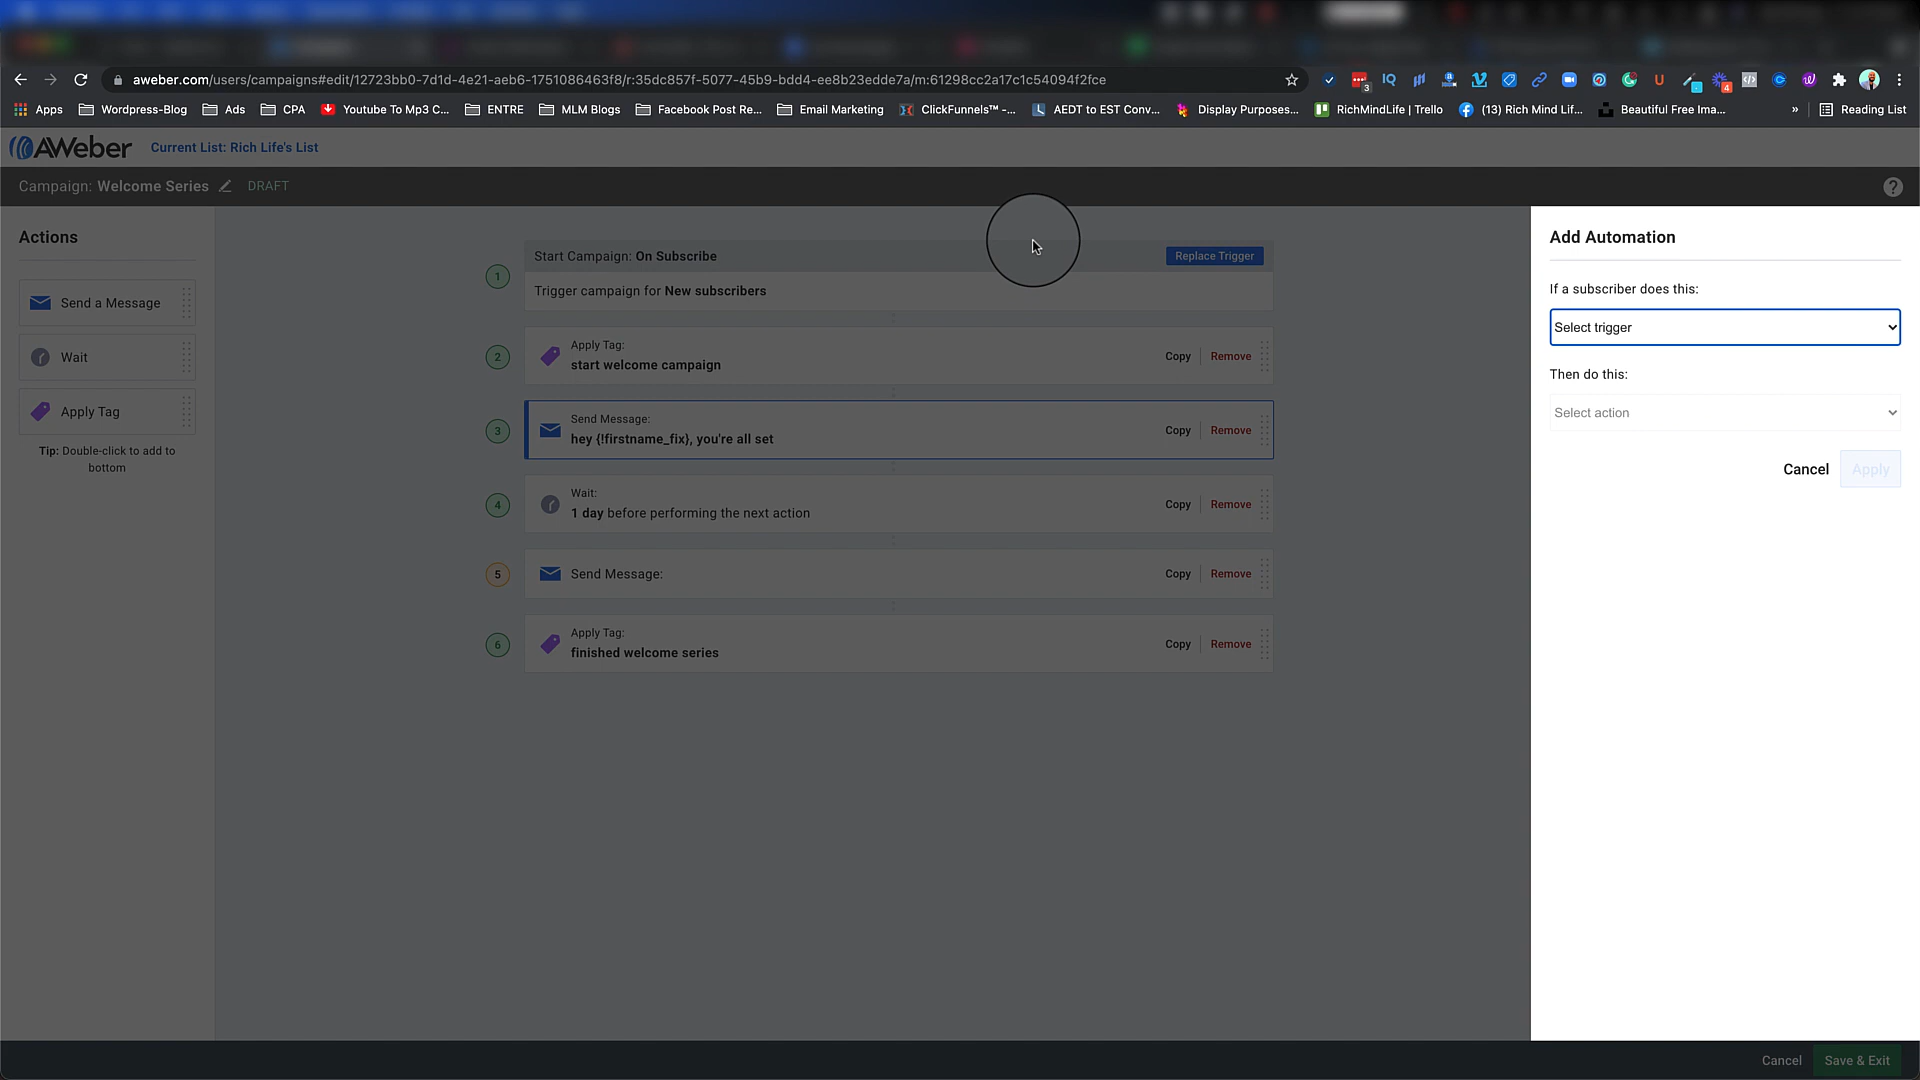 aweber.com/users/campaigns#edit/12723bb0-7d1d-4e21-aeb6-1751086463f8/r:35dc857f-5077-45b9-bdd4-ee8b23edde7a/m:61298cc2a17c1c54094f2fce
3
IQ
U
4
Apps Wordpress-Blog Ads CPA Youtube To Mp3 C... ENTRE MLM Blogs Facebook Post Re... Email Marketing ClickFunnels™ -... AEDT to EST Conv... Display Purposes... RichMindLife | Trello (13) Rich Mind Lif... Beautiful Free Ima... » Reading List
AWeber Current List: Rich Life's List
Campaign: Welcome Series DRAFT
?
Actions
Send a Message
Wait
Apply Tag
Tip: Double-click to add to
bottom
1
Start Campaign: On Subscribe Replace Trigger
Trigger campaign for New subscribers
2
Apply Tag:
start welcome campaign
Copy Remove
3
Send Message:
hey {!firstname_fix}, you're all set
Copy Remove
4
Wait:
1 day before performing the next action
Copy Remove
5
Send Message:
Copy Remove
6
Apply Tag:
finished welcome series
Copy Remove
Add Automation
If a subscriber does this:
Select trigger
Then do this:
Select action
Cancel Apply
Cancel Save & Exit